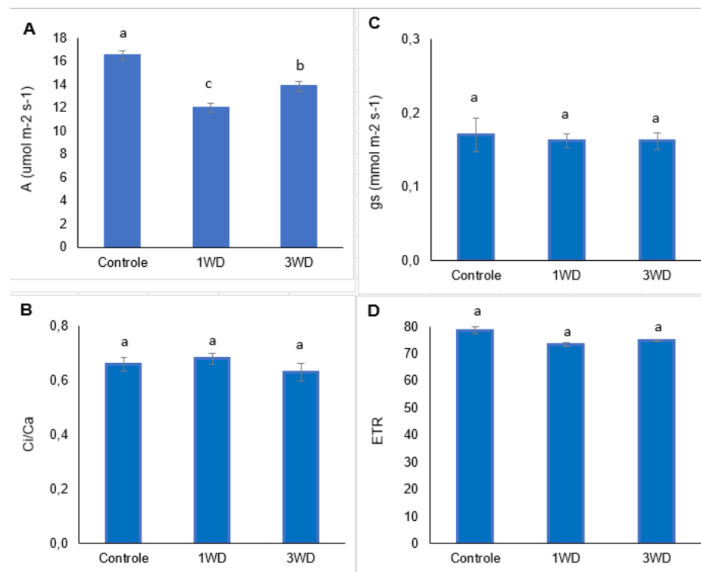 A
a
c
b
A (umol m-2 s-1)
18
16
14
12
10
8
6
4
2
0
Controle 1WD 3WD
C
a a a
gs (mmol m-2 s-1)
0,3
0,2
0,1
0,0
Controle 1WD 3WD
B
a a a
Ci/Ca
0,8
0,6
0,4
0,2
0,0
Controle 1WD 3WD
D
a a a
ETR
80
70
60
50
40
30
20
10
0
Controle 1WD 3WD